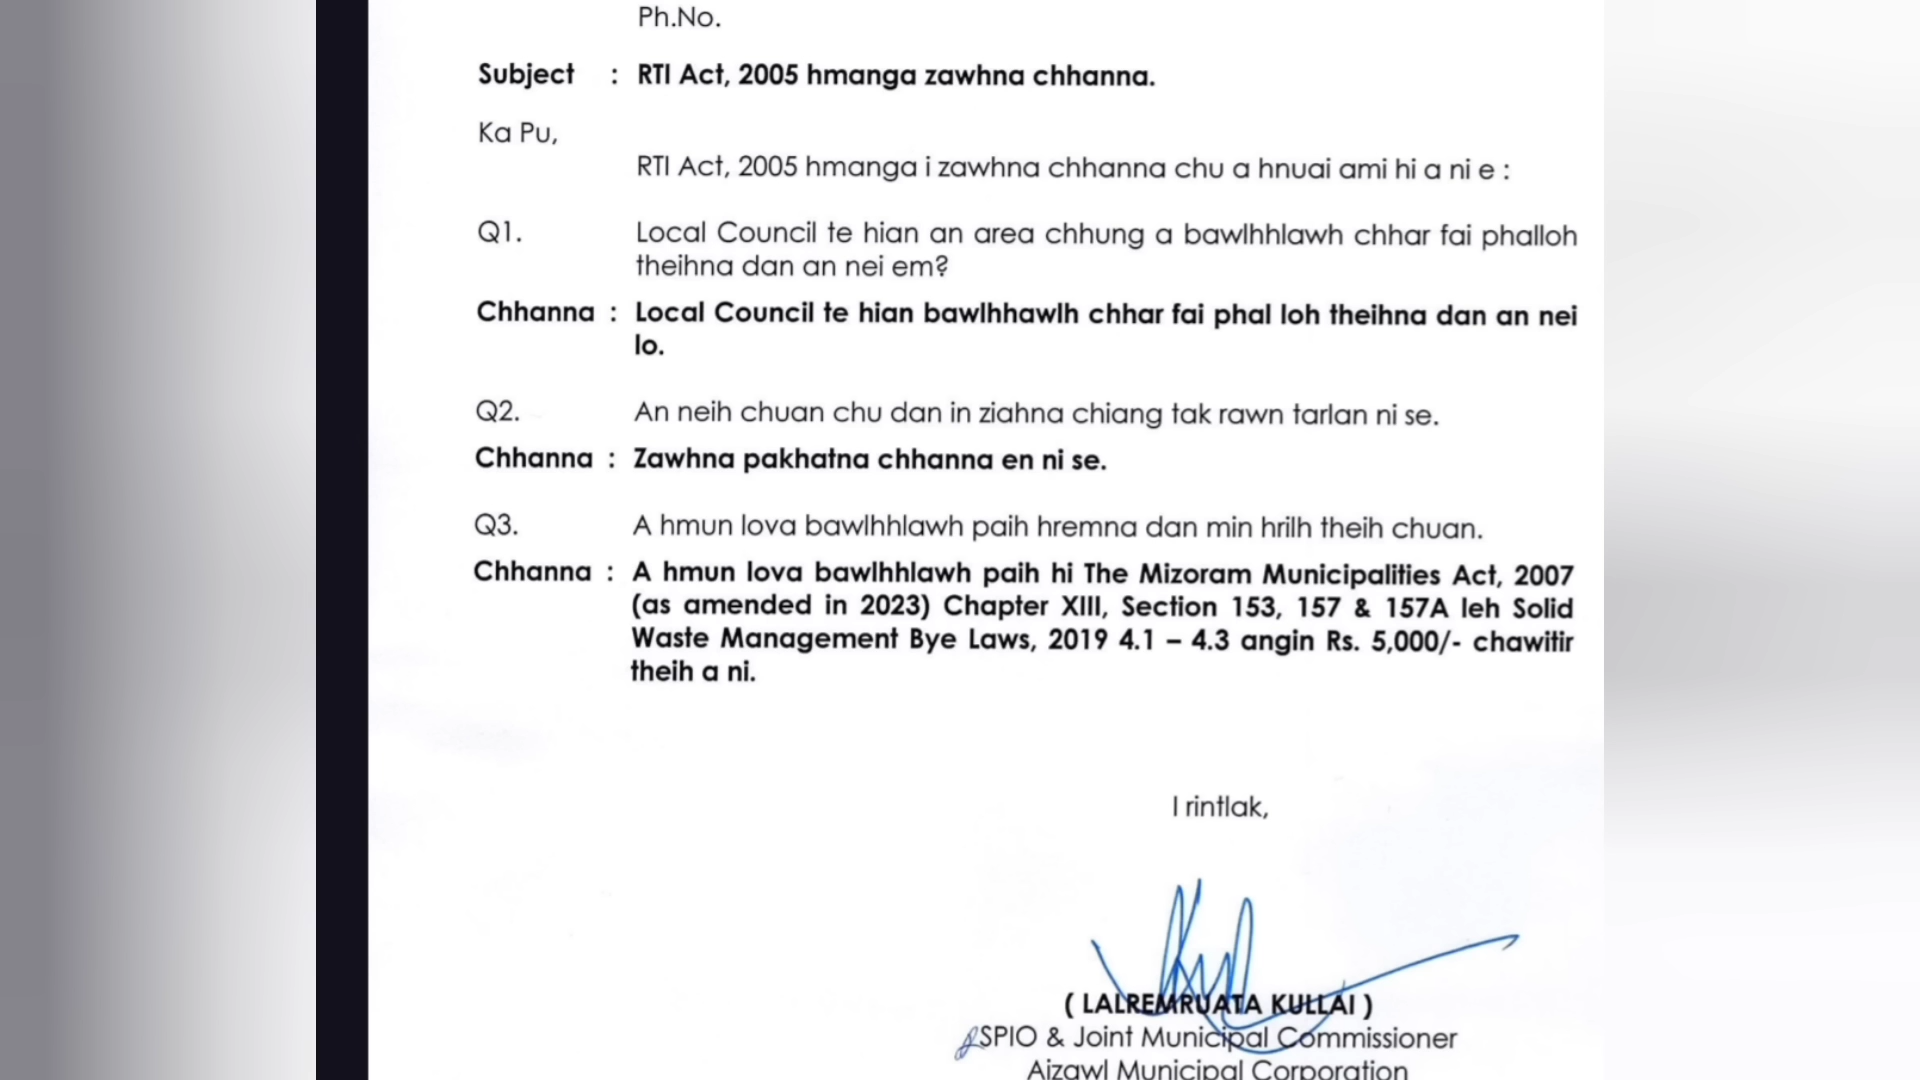 Ph.No.
Subject : RTI Act, 2005 hmanga zawhna chhanna.
Ka Pu,
RTI Act, 2005 hmanga i zawhna chhanna chu a hnuai ami hi a ni e :
Q1. Local Council te hian an area chhung a bawlhhlawh chhar fai phalloh
theihna dan an nei em?
Chhanna : Local Council te hian bawlhhawlh chhar fai phal loh theihna dan an nei
lo.
Q2. An neih chuan chu dan in ziahna chiang tak rawn tarlan ni se.
Chhanna : Zawhna pakhatna chhanna en ni se.
Q3. A hmun lova bawlhhlawh paih hremna dan min hrilh theih chuan.
Chhanna : A hmun lova bawlhhlawh paih hi The Mizoram Municipalities Act, 2007
(as amended in 2023) Chapter XIII, Section 153, 157 & 157A leh Solid
Waste Management Bye Laws, 2019 4.1 – 4.3 angin Rs. 5,000/- chawitir
theih a ni.
I rintlak,
( LALREMRUATA KULLAI )
SPIO & Joint Municipal Commissioner
Aizawl Municipal Corporation